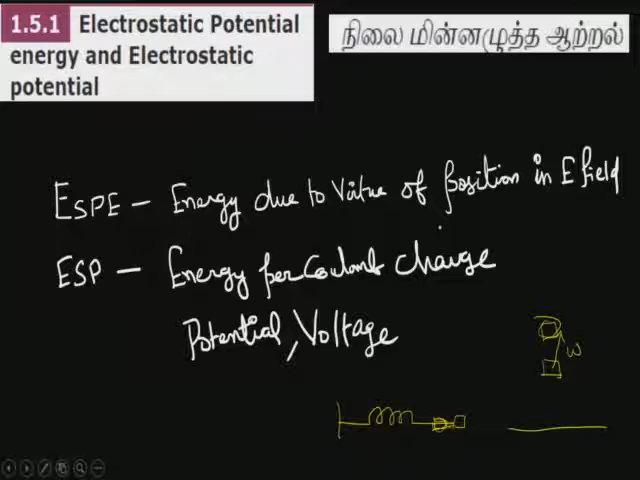 1.5.1 Electrostatic Potential
energy and Electrostatic
potential
நிலை மின்னழுத்த ஆற்றல்
ESPE – Energy due to Virtue of Position in E field
ESP – Energy per Coulomb charge
Potential, Voltage
W